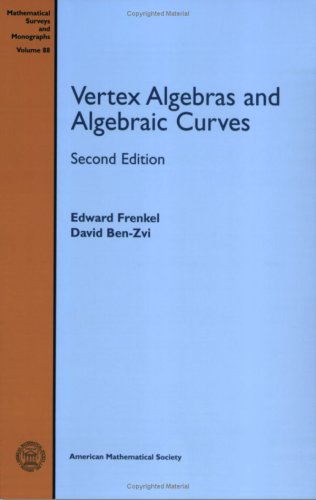 Copyrighted Material
Mathematical
Surveys
and
Monographs
Volume 88
Vertex Algebras and
Algebraic Curves
Second Edition
Edward Frenkel
David Ben-Zvi
American Mathematical Society
Copyrighted Material